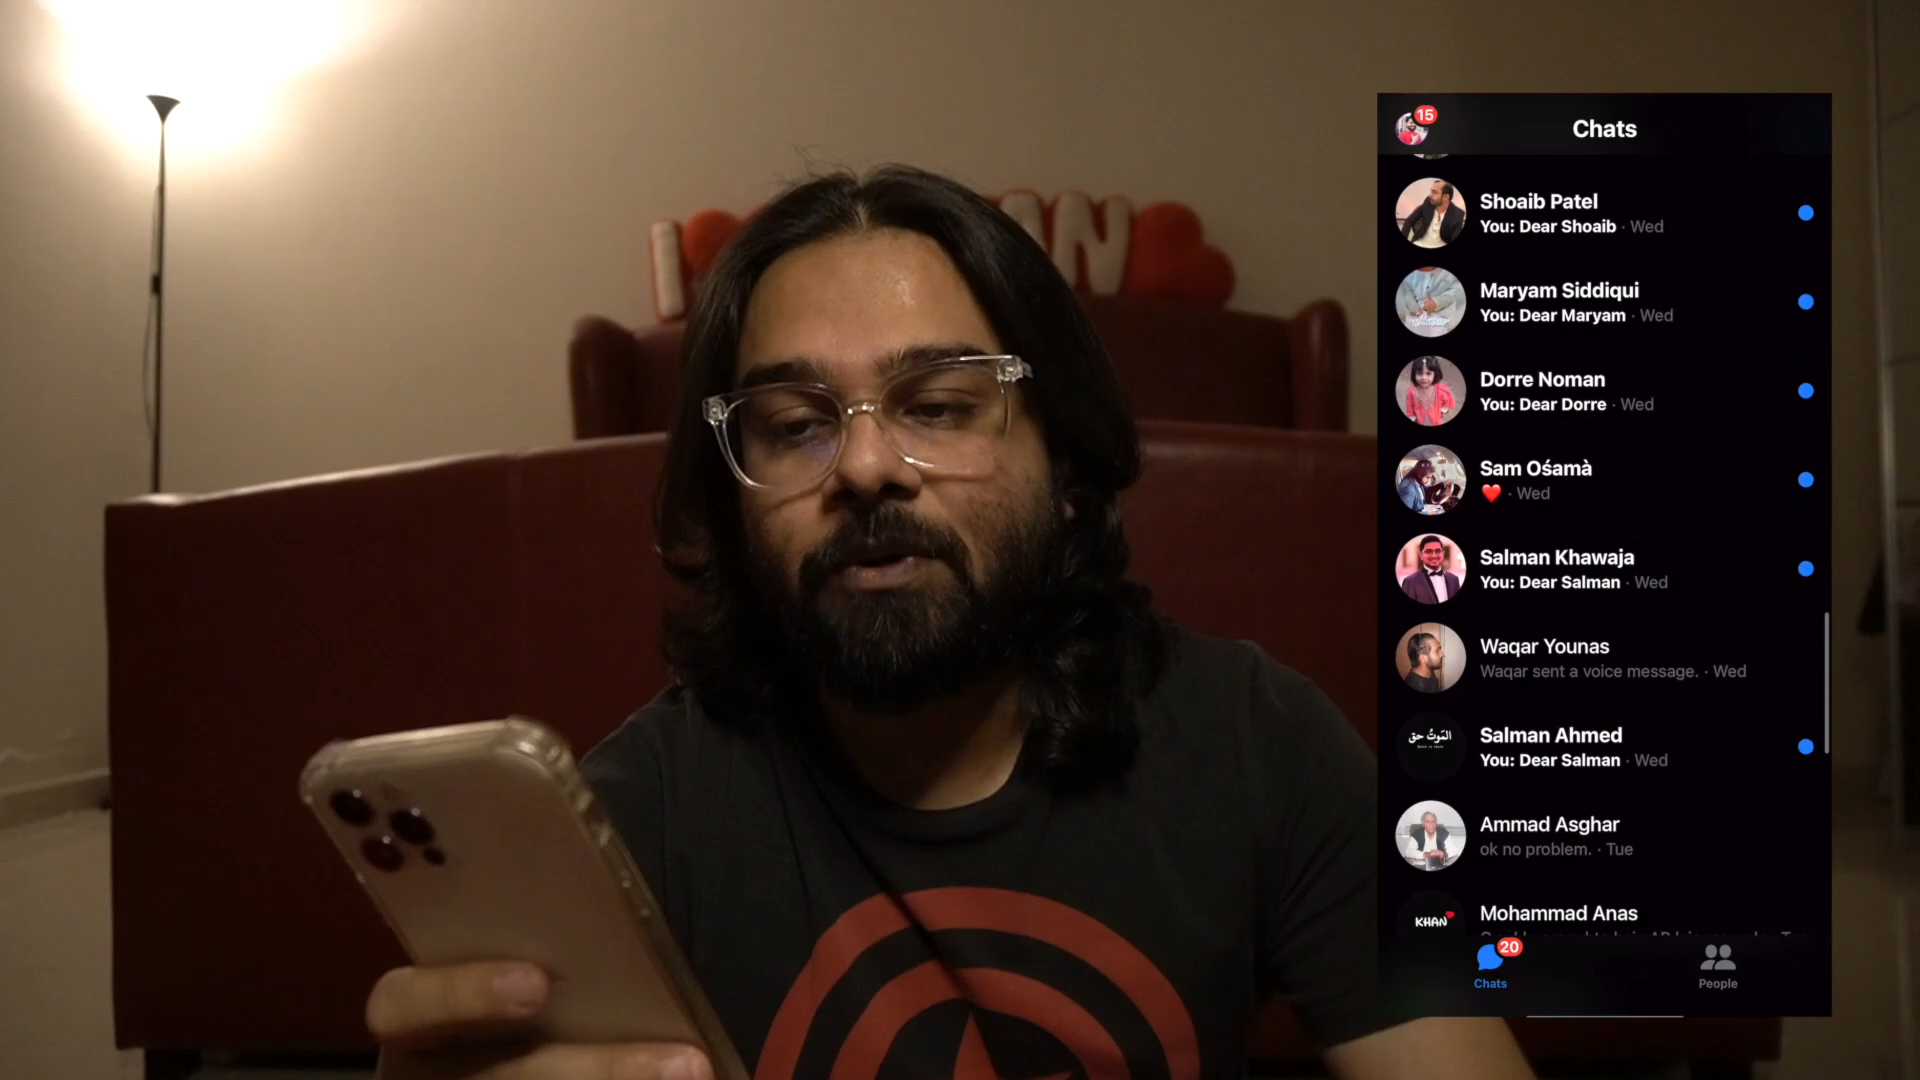 I
AN
15
Chats
Shoaib Patel
You: Dear Shoaib · Wed
Maryam Siddiqui
You: Dear Maryam · Wed
Dorre Noman
You: Dear Dorre · Wed
Sam Ośamà
❤️ · Wed
Salman Khawaja
You: Dear Salman · Wed
Waqar Younas
Waqar sent a voice message. · Wed
الموتُ حق
Salman Ahmed
You: Dear Salman · Wed
Ammad Asghar
ok no problem. · Tue
KHAN
Mohammad Anas
20
Chats
People